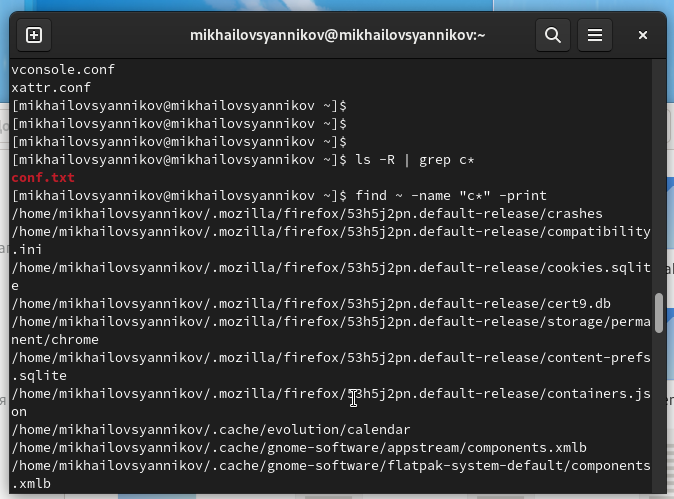 mikhailovsyannikov@mikhailovsyannikov:~
vconsole.conf
xattr.conf
[mikhailovsyannikov@mikhailovsyannikov ~]$
[mikhailovsyannikov@mikhailovsyannikov ~]$
[mikhailovsyannikov@mikhailovsyannikov ~]$
[mikhailovsyannikov@mikhailovsyannikov ~]$ ls -R | grep c*
conf.txt
[mikhailovsyannikov@mikhailovsyannikov ~]$ find ~ -name "c*" -print
/home/mikhailovsyannikov/.mozilla/firefox/53h5j2pn.default-release/crashes
/home/mikhailovsyannikov/.mozilla/firefox/53h5j2pn.default-release/compatibility
.ini
/home/mikhailovsyannikov/.mozilla/firefox/53h5j2pn.default-release/cookies.sqlit
e
/home/mikhailovsyannikov/.mozilla/firefox/53h5j2pn.default-release/cert9.db
/home/mikhailovsyannikov/.mozilla/firefox/53h5j2pn.default-release/storage/perma
nent/chrome
/home/mikhailovsyannikov/.mozilla/firefox/53h5j2pn.default-release/content-prefs
.sqlite
/home/mikhailovsyannikov/.mozilla/firefox/53h5j2pn.default-release/containers.js
on
/home/mikhailovsyannikov/.cache/evolution/calendar
/home/mikhailovsyannikov/.cache/gnome-software/appstream/components.xmlb
/home/mikhailovsyannikov/.cache/gnome-software/flatpak-system-default/components
.xmlb